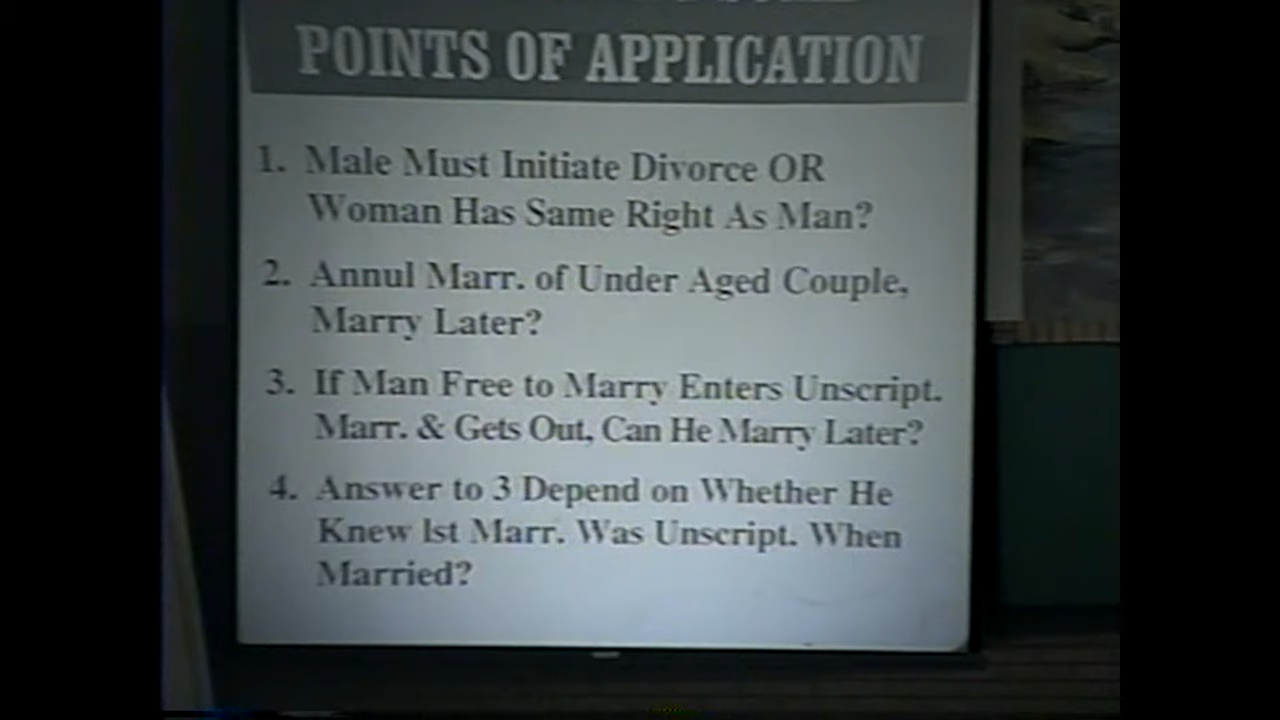 POINTS OF APPLICATION
1. Male Must Initiate Divorce OR
Woman Has Same Right As Man?
2. Annul Marr. of Under Aged Couple,
Marry Later?
3. If Man Free to Marry Enters Unscript.
Marr. & Gets Out, Can He Marry Later?
4. Answer to 3 Depend on Whether He
Knew 1st Marr. Was Unscript. When
Married?